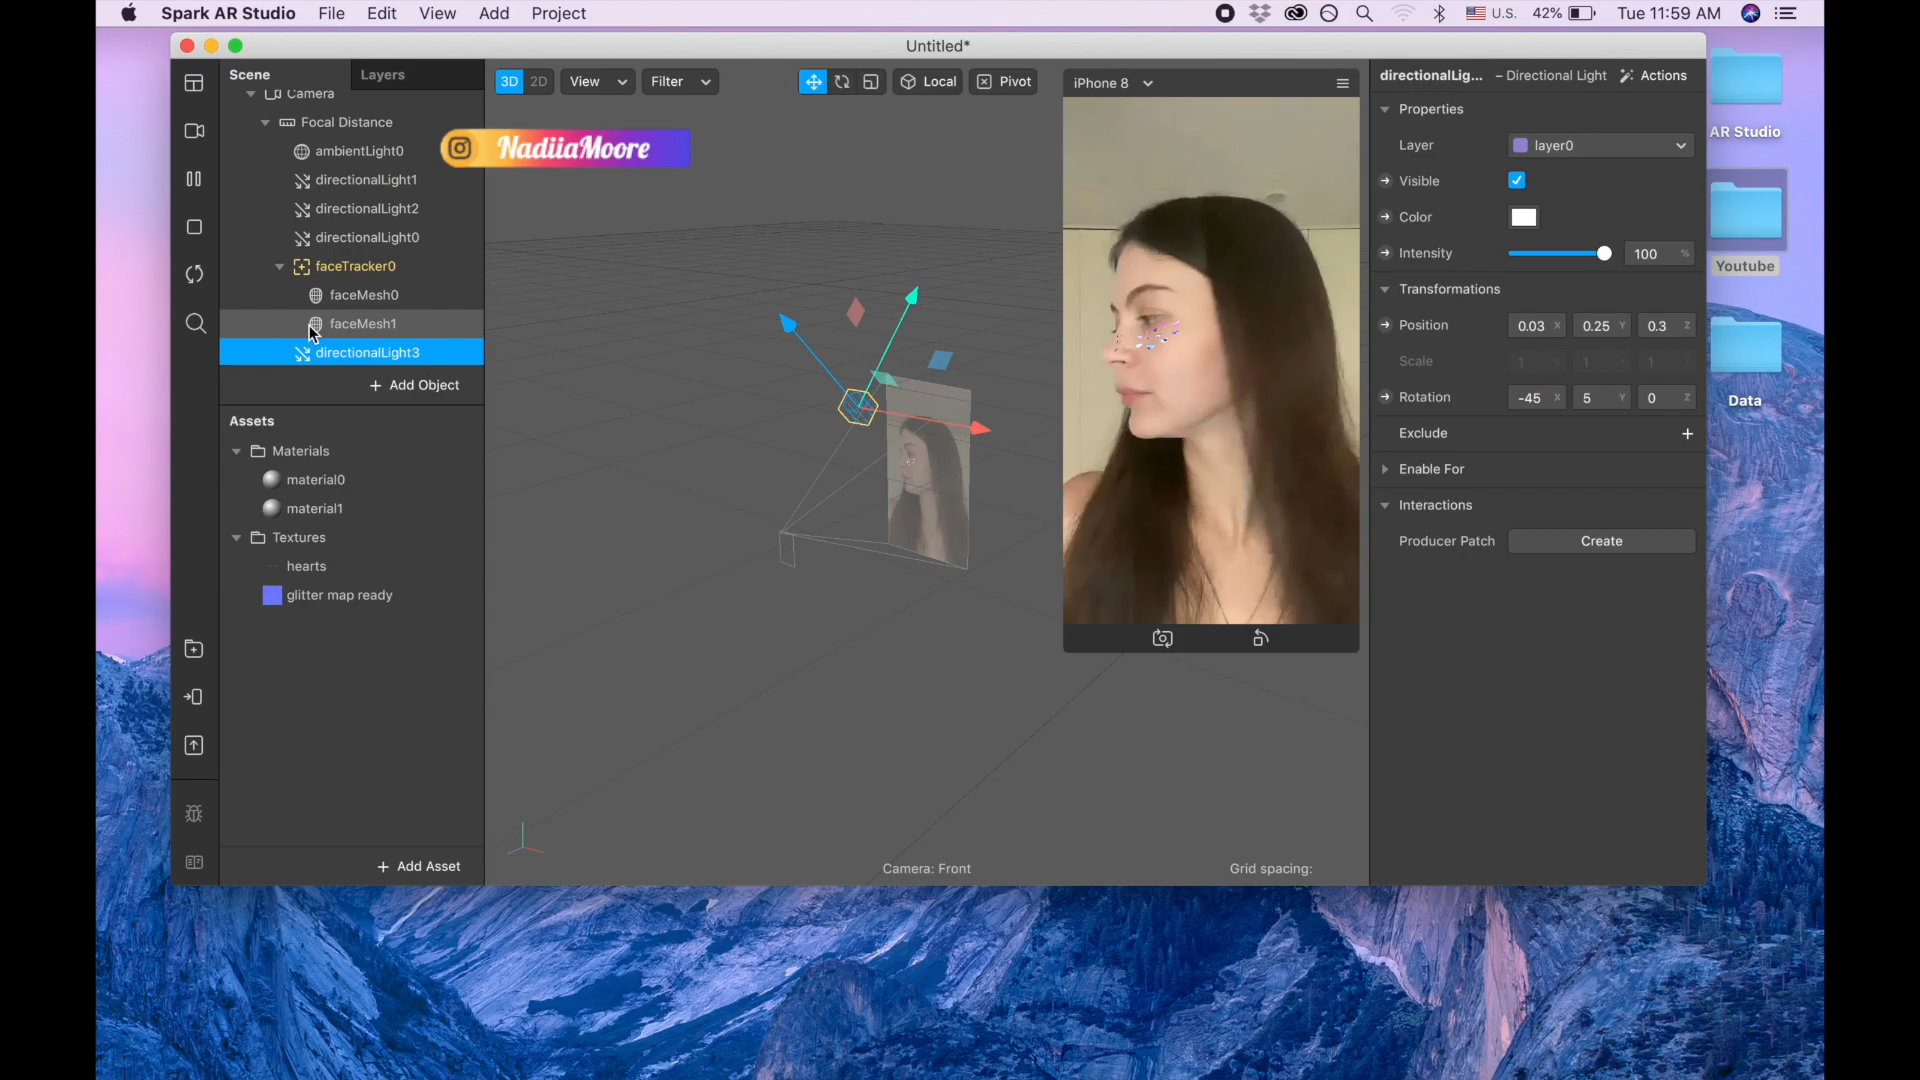 Spark AR Studio File Edit View Add Project U.S. 42% Tue 11:59 AM
Untitled*
Scene Layers
Camera
Focal Distance
ambientLight0
directionalLight1
directionalLight2
directionalLight0
faceTracker0
faceMesh0
faceMesh1
directionalLight3
+ Add Object
Assets
Materials
material0
material1
Textures
hearts
glitter map ready
+ Add Asset
3D 2D View Filter Local Pivot
NadiiaMoore
Camera: Front Grid spacing:
iPhone 8
directionalLig... – Directional Light Actions
Properties
Layer layer0
Visible
Color
Intensity 100 %
Transformations
Position 0.03 X 0.25 Y 0.3 Z
Scale 1 X 1 Y 1 Z
Rotation -45 X 5 Y 0 Z
Exclude +
Enable For
Interactions
Producer Patch Create
AR Studio
Youtube
Data